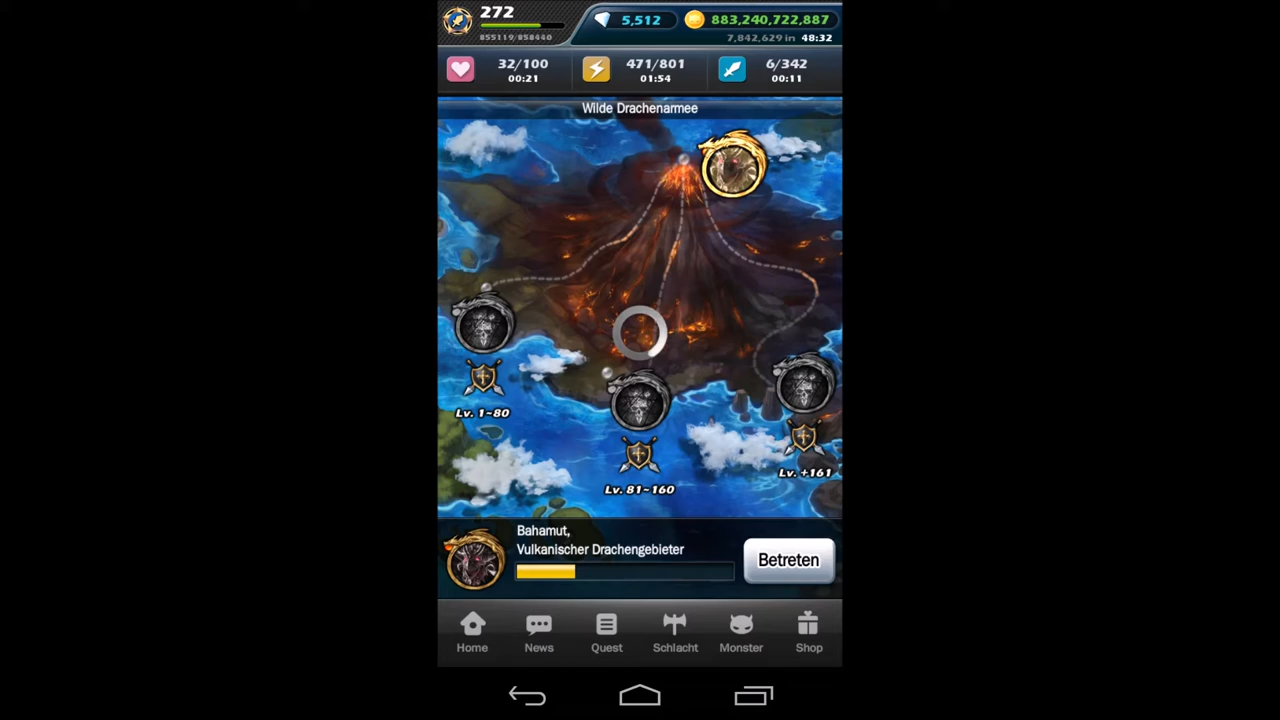 272
5,512
883,240,722,887
855119/858440
7,842,629 in 48:32
32/100
471/801
6/342
00:21
01:54
00:11
Wilde Drachenarmee
Lv. 1~80
Lv. 81~160
Lv. +161
Bahamut,
Vulkanischer Drachengebieter
Betreten
Home
News
Quest
Schlacht
Monster
Shop